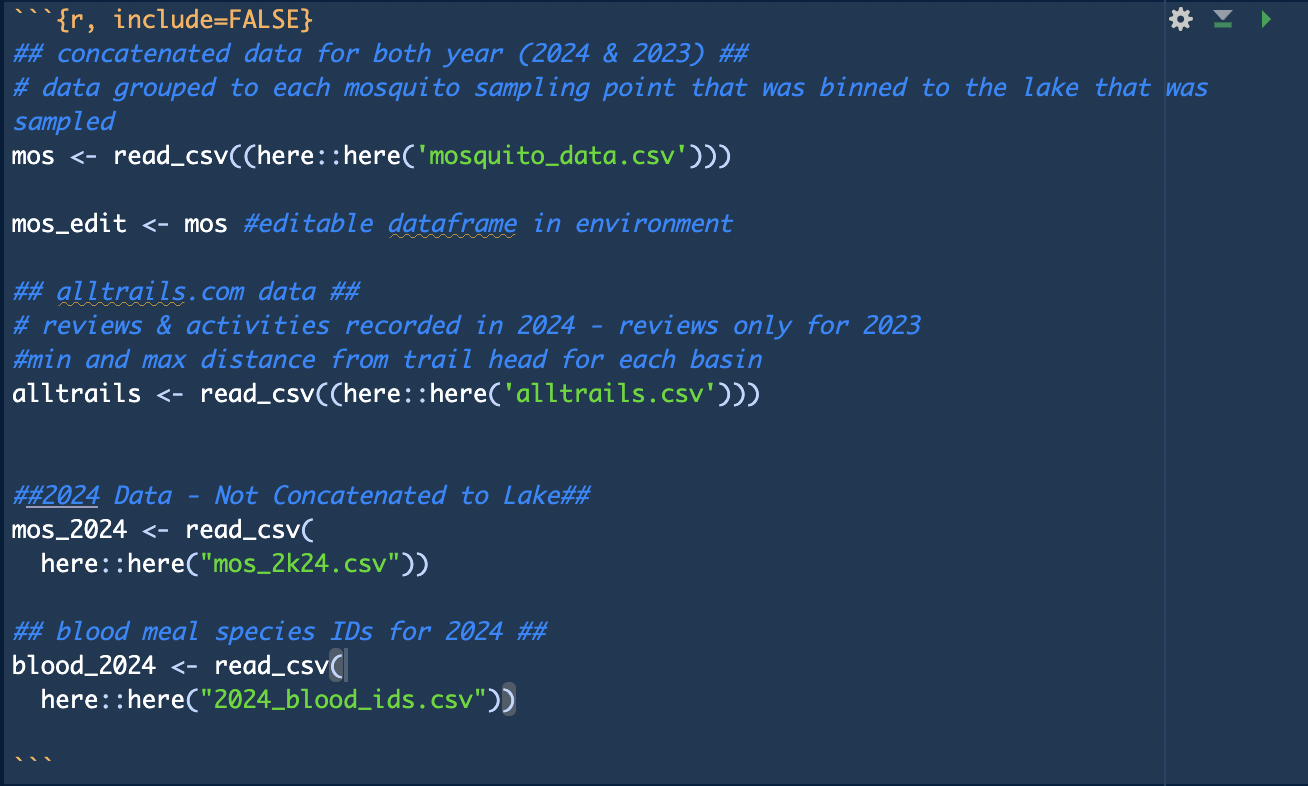 ```{r, include=FALSE}
## concatenated data for both year (2024 & 2023) ##
# data grouped to each mosquito sampling point that was binned to the lake that was
sampled
mos <- read_csv((here::here('mosquito_data.csv')))
mos_edit <- mos #editable dataframe in environment
## alltrails.com data ##
# reviews & activities recorded in 2024 - reviews only for 2023
#min and max distance from trail head for each basin
alltrails <- read_csv((here::here('alltrails.csv')))
##2024 Data - Not Concatenated to Lake##
mos_2024 <- read_csv(
  here::here("mos_2k24.csv"))
## blood meal species IDs for 2024 ##
blood_2024 <- read_csv(
  here::here("2024_blood_ids.csv"))
```